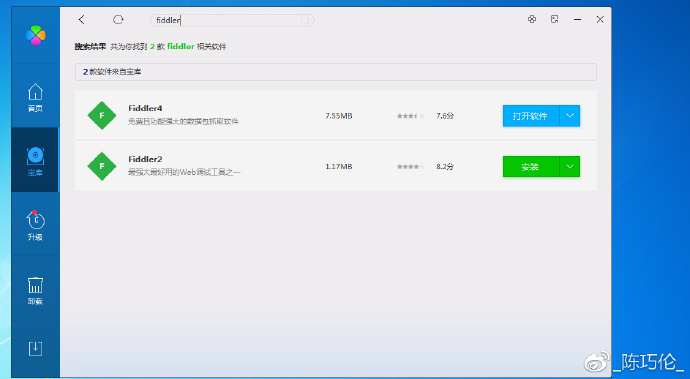 fiddler
搜索结果 共为你找到 2 款 fiddler 相关软件
2 款软件来自宝库
首页
宝库
升级
卸载
F
Fiddler4
免费且功能强大的数据包抓取软件
7.55MB
7.6分
打开软件
F
Fiddler2
最强大最好用的Web调试工具之一
1.17MB
8.2分
安装
_陈巧伦_